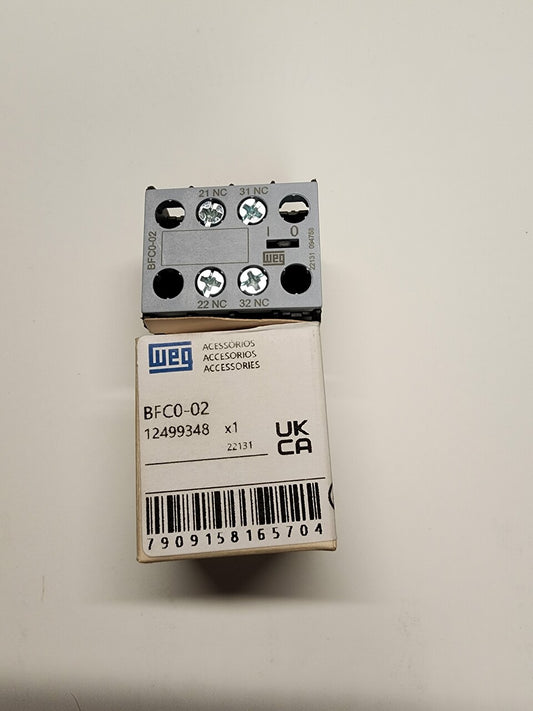 21 NC 31 NC
BFC0-02
I O
WEG
22131 094768
22 NC 32 NC
WEG
ACESSÓRIOS
ACCESORIOS
ACCESSORIES
BFC0-02
12499348 x1
22131
UK
CA
7909158165704